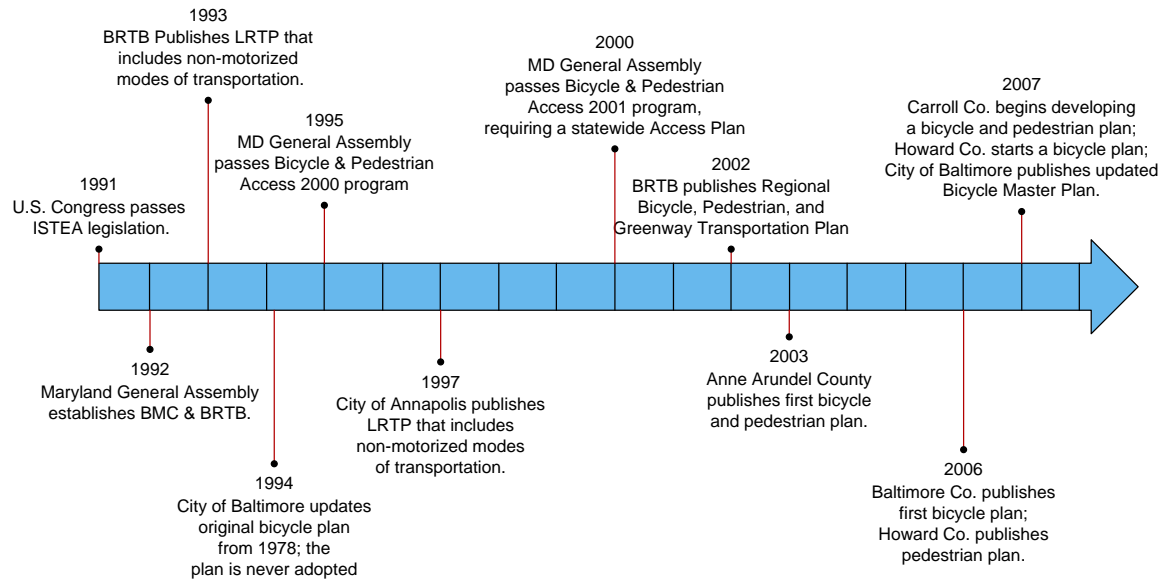 1991
U.S. Congress passes
ISTEA legislation.
1992
Maryland General Assembly
establishes BMC & BRTB.
1993
BRTB Publishes LRTP that
includes non-motorized
modes of transportation.
1994
City of Baltimore updates
original bicycle plan
from 1978; the
plan is never adopted
1995
MD General Assembly
passes Bicycle & Pedestrian
Access 2000 program
1997
City of Annapolis publishes
LRTP that includes
non-motorized modes
of transportation.
2000
MD General Assembly
passes Bicycle & Pedestrian
Access 2001 program,
requiring a statewide Access Plan
2002
BRTB publishes Regional
Bicycle, Pedestrian, and
Greenway Transportation Plan
2003
Anne Arundel County
publishes first bicycle
and pedestrian plan.
2006
Baltimore Co. publishes
first bicycle plan;
Howard Co. publishes
pedestrian plan.
2007
Carroll Co. begins developing
a bicycle and pedestrian plan;
Howard Co. starts a bicycle plan;
City of Baltimore publishes updated
Bicycle Master Plan.